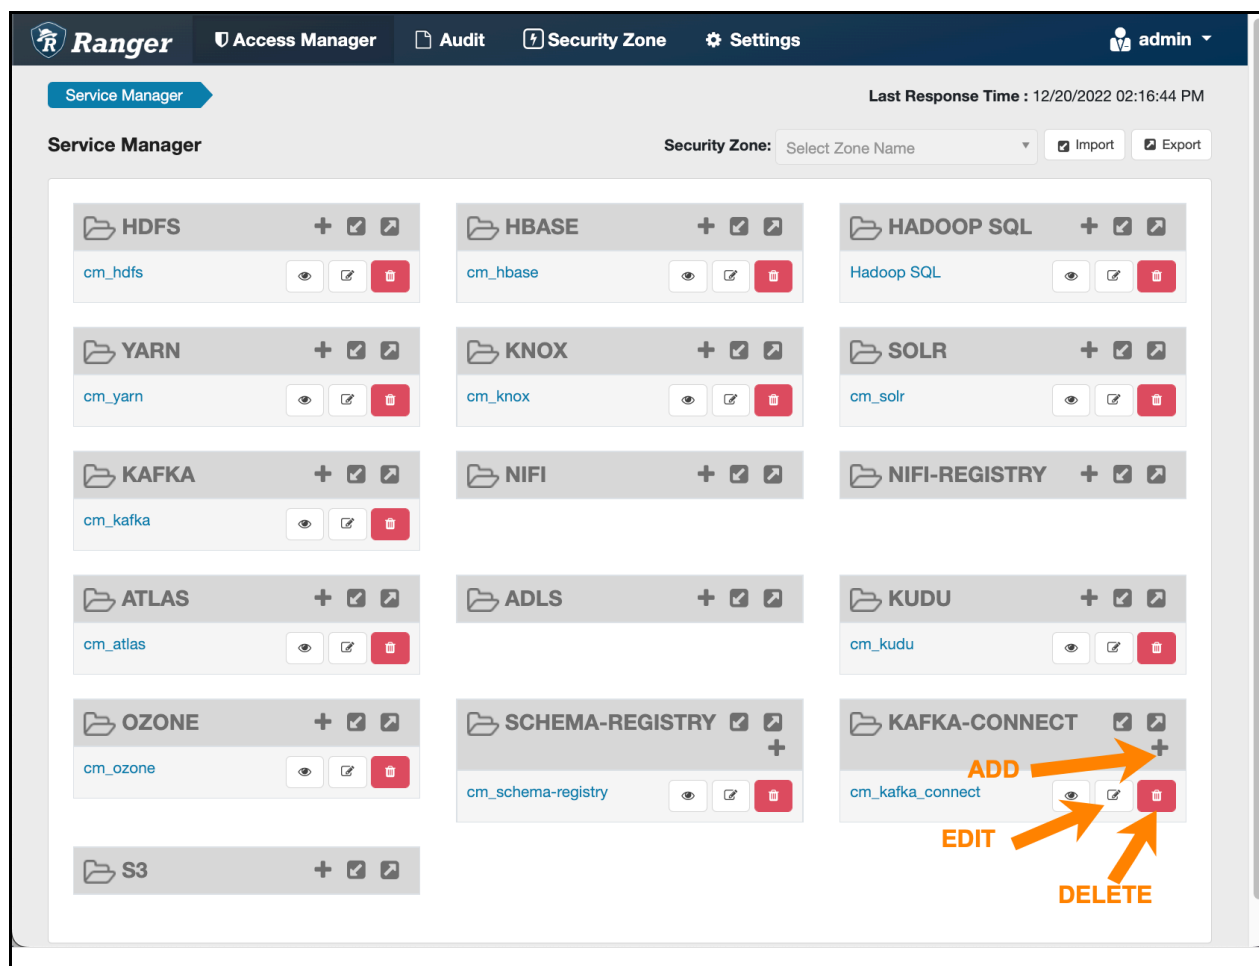 Ranger Access Manager Audit Security Zone Settings admin
Service Manager Last Response Time : 12/20/2022 02:16:44 PM
Service Manager Security Zone: Select Zone Name Import Export
HDFS HBASE HADOOP SQL
cm_hdfs cm_hbase Hadoop SQL
YARN KNOX SOLR
cm_yarn cm_knox cm_solr
KAFKA NIFI NIFI-REGISTRY
cm_kafka
ATLAS ADLS KUDU
cm_atlas cm_kudu
OZONE SCHEMA-REGISTRY KAFKA-CONNECT
cm_ozone ADD
cm_schema-registry cm_kafka_connect
EDIT
S3
DELETE